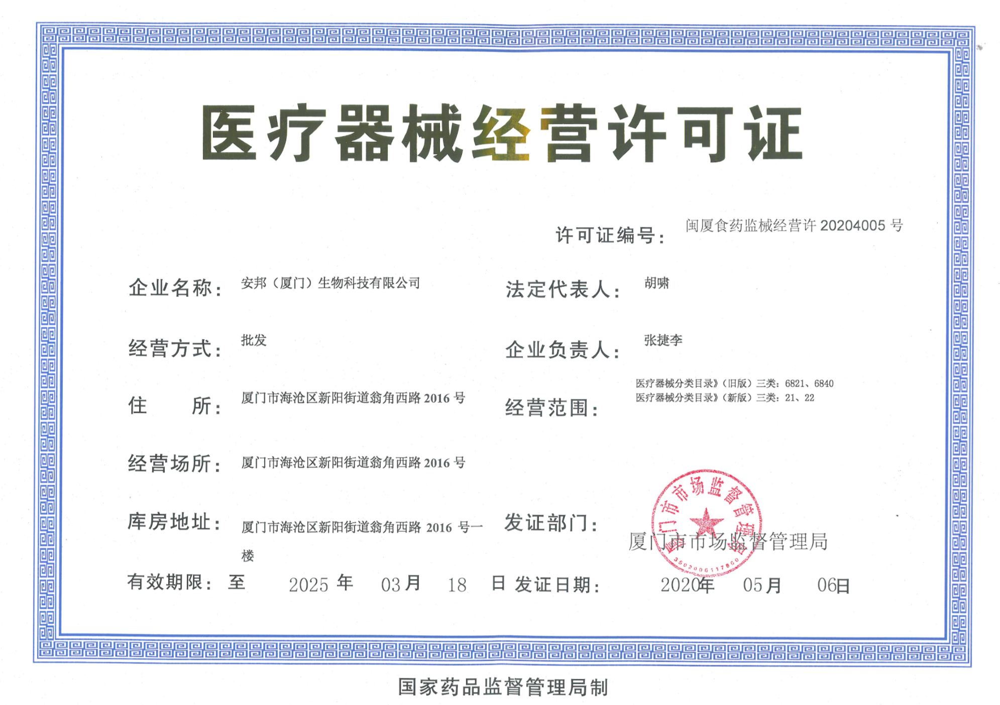 医疗器械经营许可证
许可证编号： 闽厦食药监械经营许 20204005 号
企业名称： 安邦（厦门）生物科技有限公司
法定代表人： 胡啸
经营方式： 批发
企业负责人： 张捷李
住 所： 厦门市海沧区新阳街道翁角西路 2016 号
经营范围： 医疗器械分类目录》（旧版）三类：6821、6840
医疗器械分类目录》（新版）三类：21、22
经营场所： 厦门市海沧区新阳街道翁角西路 2016 号
库房地址： 厦门市海沧区新阳街道翁角西路 2016 号一
楼
发证部门： 厦门市市场监督管理局
厦门市市场监督管理局
3502006117860
有效期限： 至 2025 年 03 月 18 日
发证日期： 2020年 05月 06日
国家药品监督管理局制